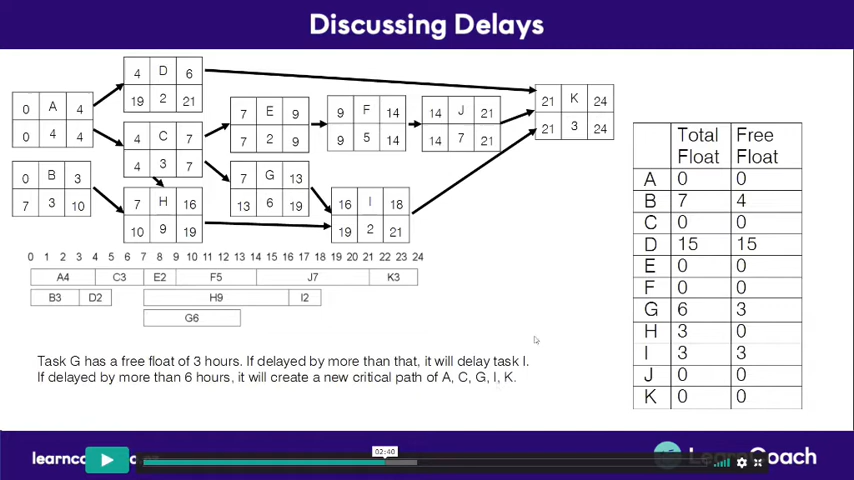 Discussing Delays
4 D 6
19 2 21
0 A 4
0 4 4
4 C 7
4 3 7
7 E 9
7 2 9
9 F 14
9 5 14
14 J 21
14 7 21
21 K 24
21 3 24
0 B 3
7 3 10
7 G 13
13 6 19
7 H 16
10 9 19
16 I 18
19 2 21
0 1 2 3 4 5 6 7 8 9 10 11 12 13 14 15 16 17 18 19 20 21 22 23 24
A4 C3 E2 F5 J7 K3
B3 D2 H9 I2
G6
Total Float Free Float
A 0 0
B 7 4
C 0 0
D 15 15
E 0 0
F 0 0
G 6 3
H 3 0
I 3 3
J 0 0
K 0 0
Task G has a free float of 3 hours. If delayed by more than that, it will delay task I.
If delayed by more than 6 hours, it will create a new critical path of A, C, G, I, K.
02:40
LearnCoach